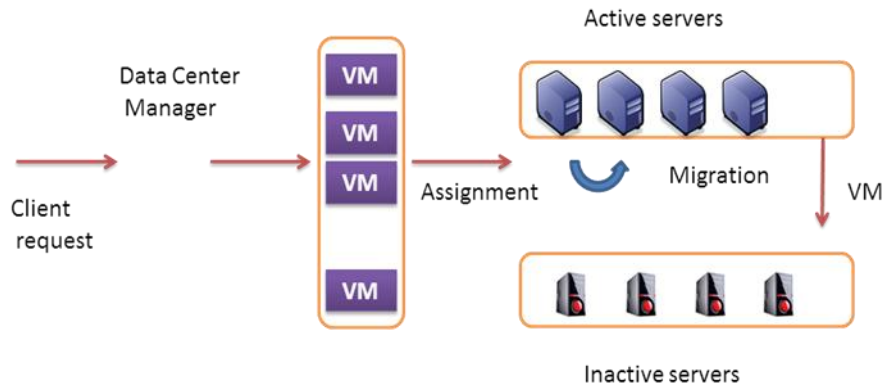 Client
request
Data Center
Manager
VM
VM
VM
VM
Assignment
Active servers
Migration
VM
Inactive servers